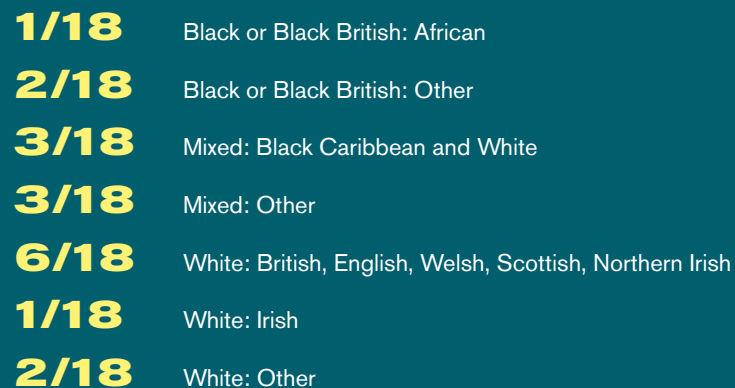 1/18 Black or Black British: African
2/18 Black or Black British: Other
3/18 Mixed: Black Caribbean and White
3/18 Mixed: Other
6/18 White: British, English, Welsh, Scottish, Northern Irish
1/18 White: Irish
2/18 White: Other